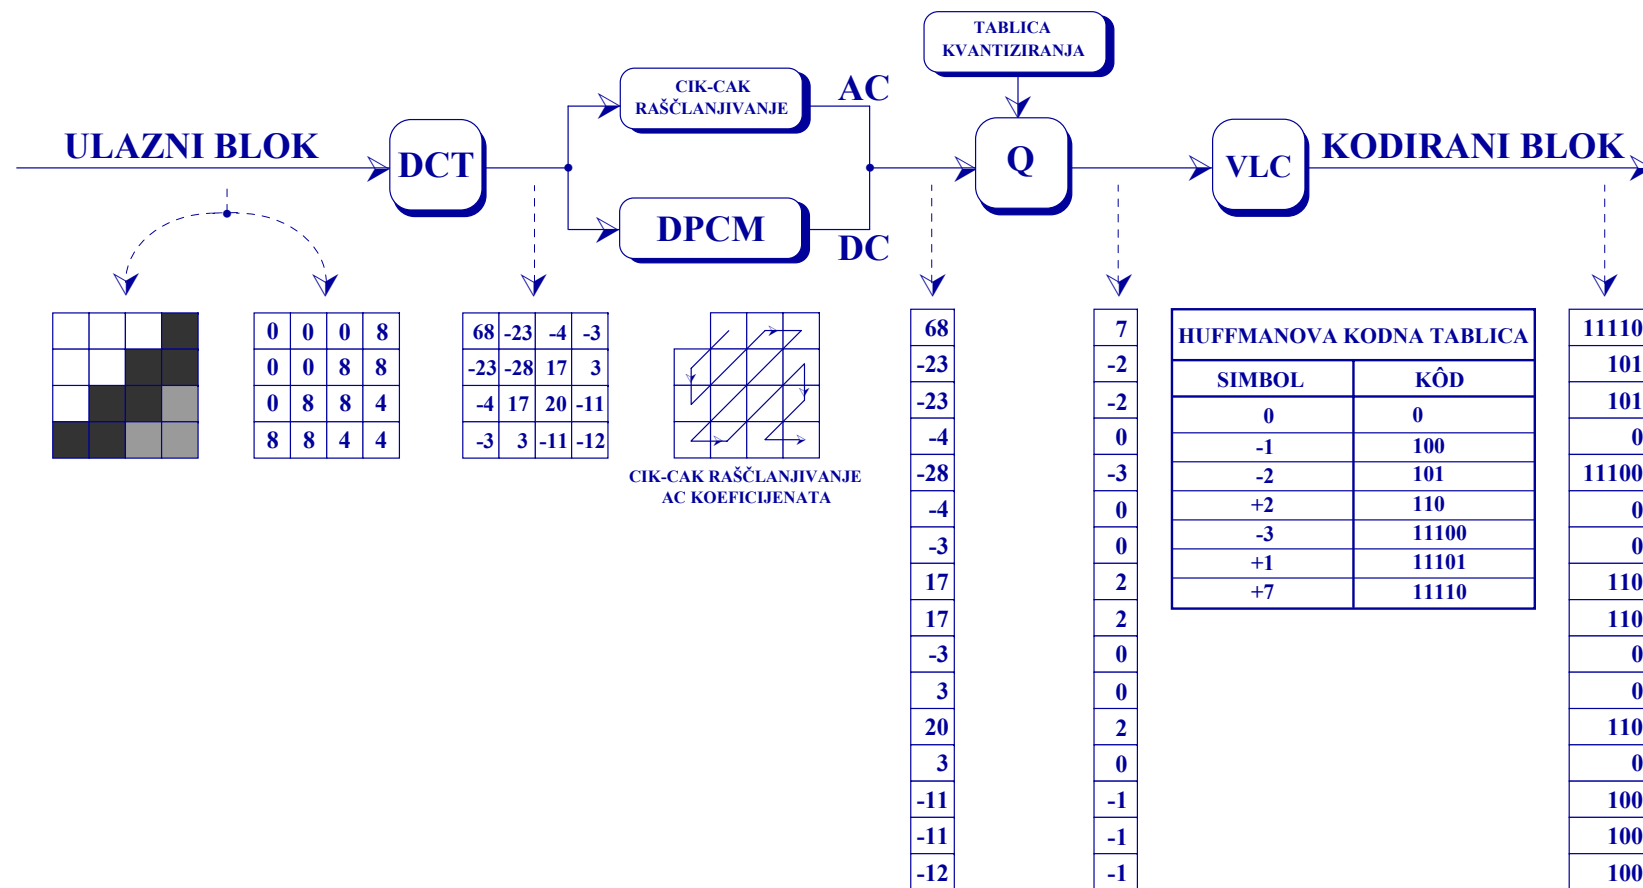 TABLICA
KVANTIZIRANJA
CIK-CAK
RAŠČLANJIVANJE
AC
ULAZNI BLOK
DCT
Q
VLC
KODIRANI BLOK
DPCM
DC
0 0 0 8
0 0 8 8
0 8 8 4
8 8 4 4
68 -23 -4 -3
-23 -28 17 3
-4 17 20 -11
-3 3 -11 -12
CIK-CAK RAŠČLANJIVANJE
AC KOEFICIJENATA
68
-23
-23
-4
-28
-4
-3
17
17
-3
3
20
3
-11
-11
-12
7
-2
-2
0
-3
0
0
2
2
0
0
2
0
-1
-1
-1
HUFFMANOVA KODNA TABLICA
SIMBOL KÔD
0 0
-1 100
-2 101
+2 110
-3 11100
+1 11101
+7 11110
11110
101
101
0
11100
0
0
110
110
0
0
110
0
100
100
100